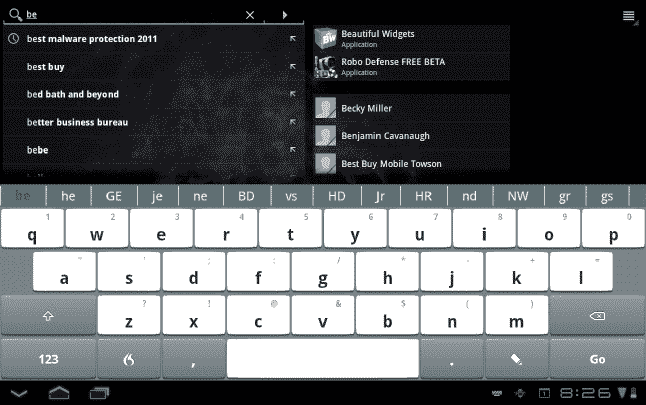 be
best malware protection 2011
best buy
bed bath and beyond
better business bureau
bebe
Beautiful Widgets
Application
Robo Defense FREE BETA
Application
Becky Miller
Benjamin Cavanaugh
Best Buy Mobile Towson
be he GE je ne BD vs HD Jr HR nd NW gr gs
1 2 3 4 5 6 7 8 9 0
q w e r t y u i o p
~ ' ; : / * - + =
a s d f g h j k l
? ! @ & $ ( )
z x c v b n m
123 , . Go
8:26